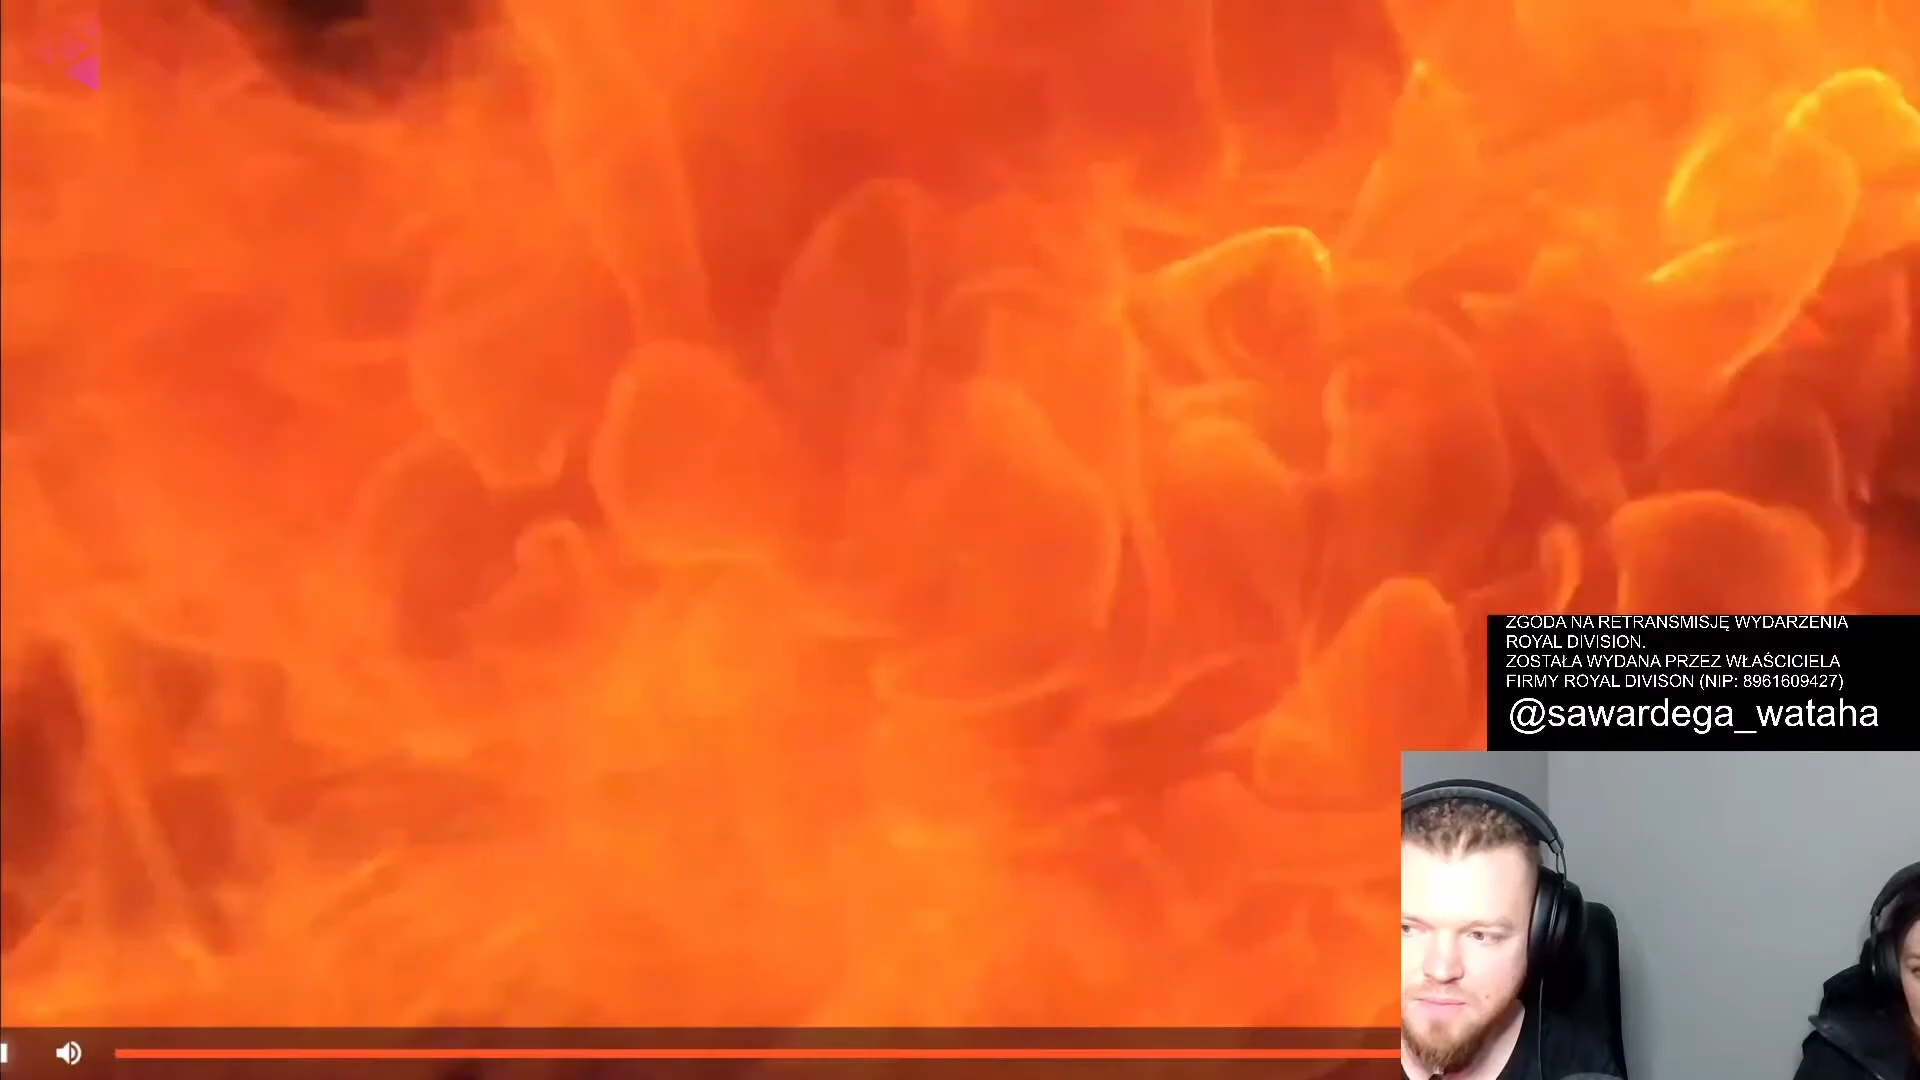 ZGODA NA RETRANSMISJĘ WYDARZENIA
ROYAL DIVISION.
ZOSTAŁA WYDANA PRZEZ WŁAŚCICIELA
FIRMY ROYAL DIVISON (NIP: 8961609427)
@sawardega_wataha